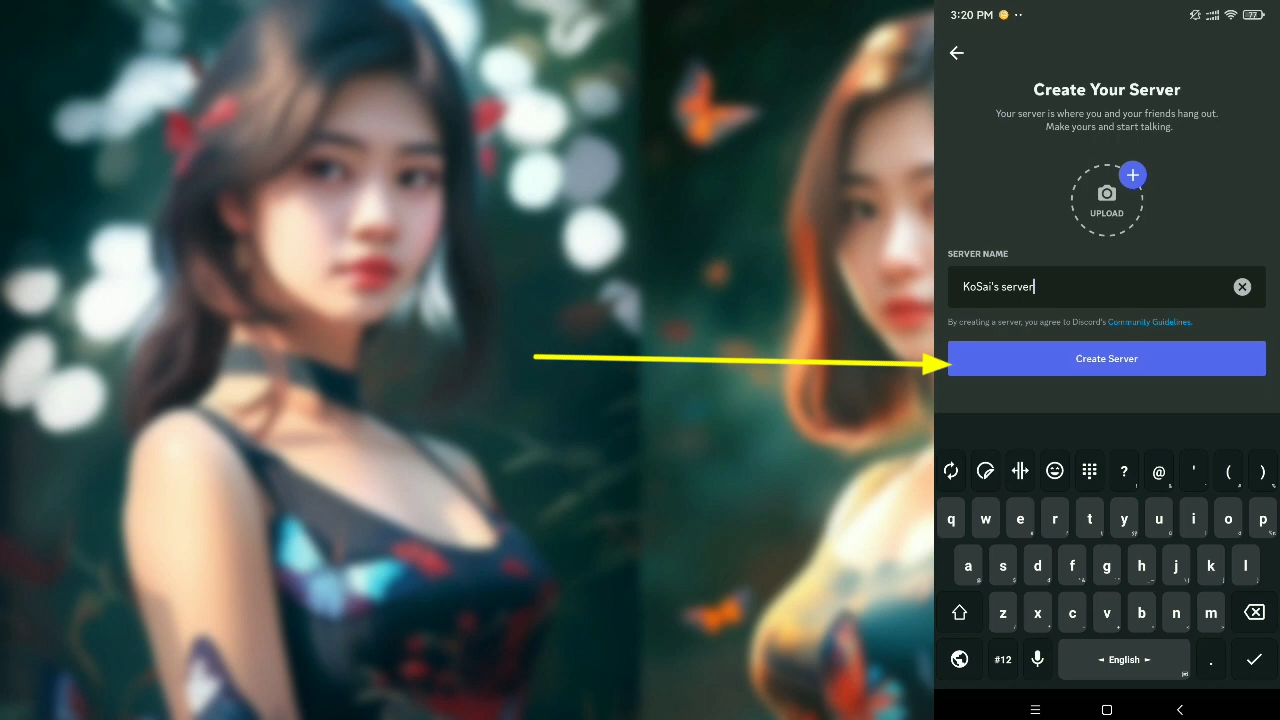 3:20 PM
77
Create Your Server
Your server is where you and your friends hang out.
Make yours and start talking.
UPLOAD
SERVER NAME
KoSai's server
By creating a server, you agree to Discord's Community Guidelines.
Create Server
? @ ' ( )
q w e r t y u i o p
a s d f g h j k l
z x c v b n m
#12 English .